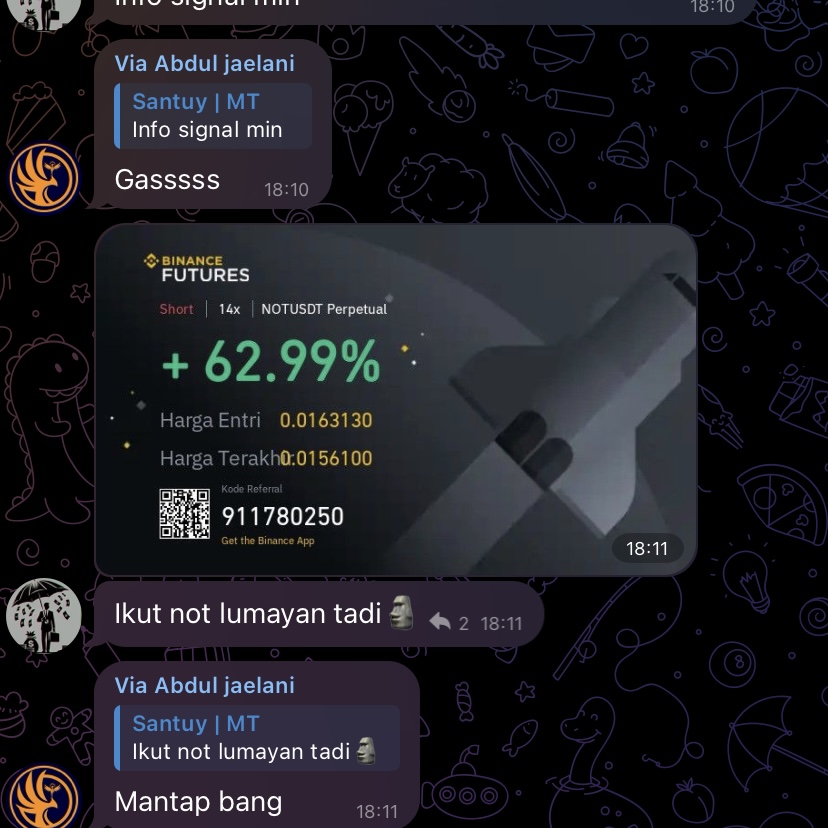 Info signal min
18:10
Via Abdul jaelani
Santuy | MT
Info signal min
Gasssss
18:10
BINANCE
FUTURES
Short | 14x | NOTUSDT Perpetual
+ 62.99%
Harga Entri 0.0163130
Harga Terakhir 0.0156100
Kode Referral
911780250
Get the Binance App
18:11
Ikut not lumayan tadi 🗿
2 18:11
Via Abdul jaelani
Santuy | MT
Ikut not lumayan tadi 🗿
Mantap bang
18:11